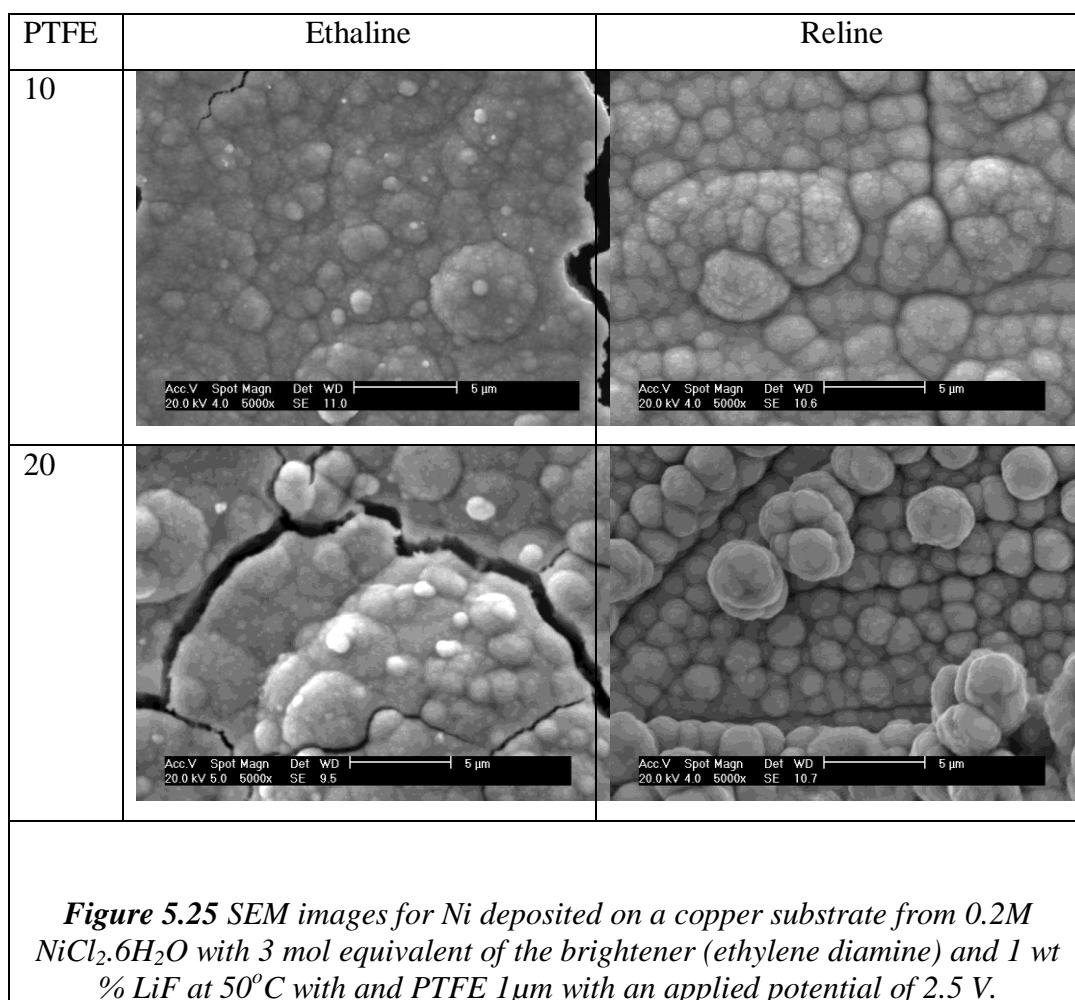 PTFE Ethaline Reline
10
Acc.V Spot Magn Det WD 5 µm
20.0 kV 4.0 5000x SE 11.0
Acc.V Spot Magn Det WD 5 µm
20.0 kV 4.0 5000x SE 10.6
20
Acc.V Spot Magn Det WD 5 µm
20.0 kV 5.0 5000x SE 9.5
Acc.V Spot Magn Det WD 5 µm
20.0 kV 4.0 5000x SE 10.7
Figure 5.25 SEM images for Ni deposited on a copper substrate from 0.2M
NiCl₂.6H₂O with 3 mol equivalent of the brightener (ethylene diamine) and 1 wt
% LiF at 50°C with and PTFE 1µm with an applied potential of 2.5 V.